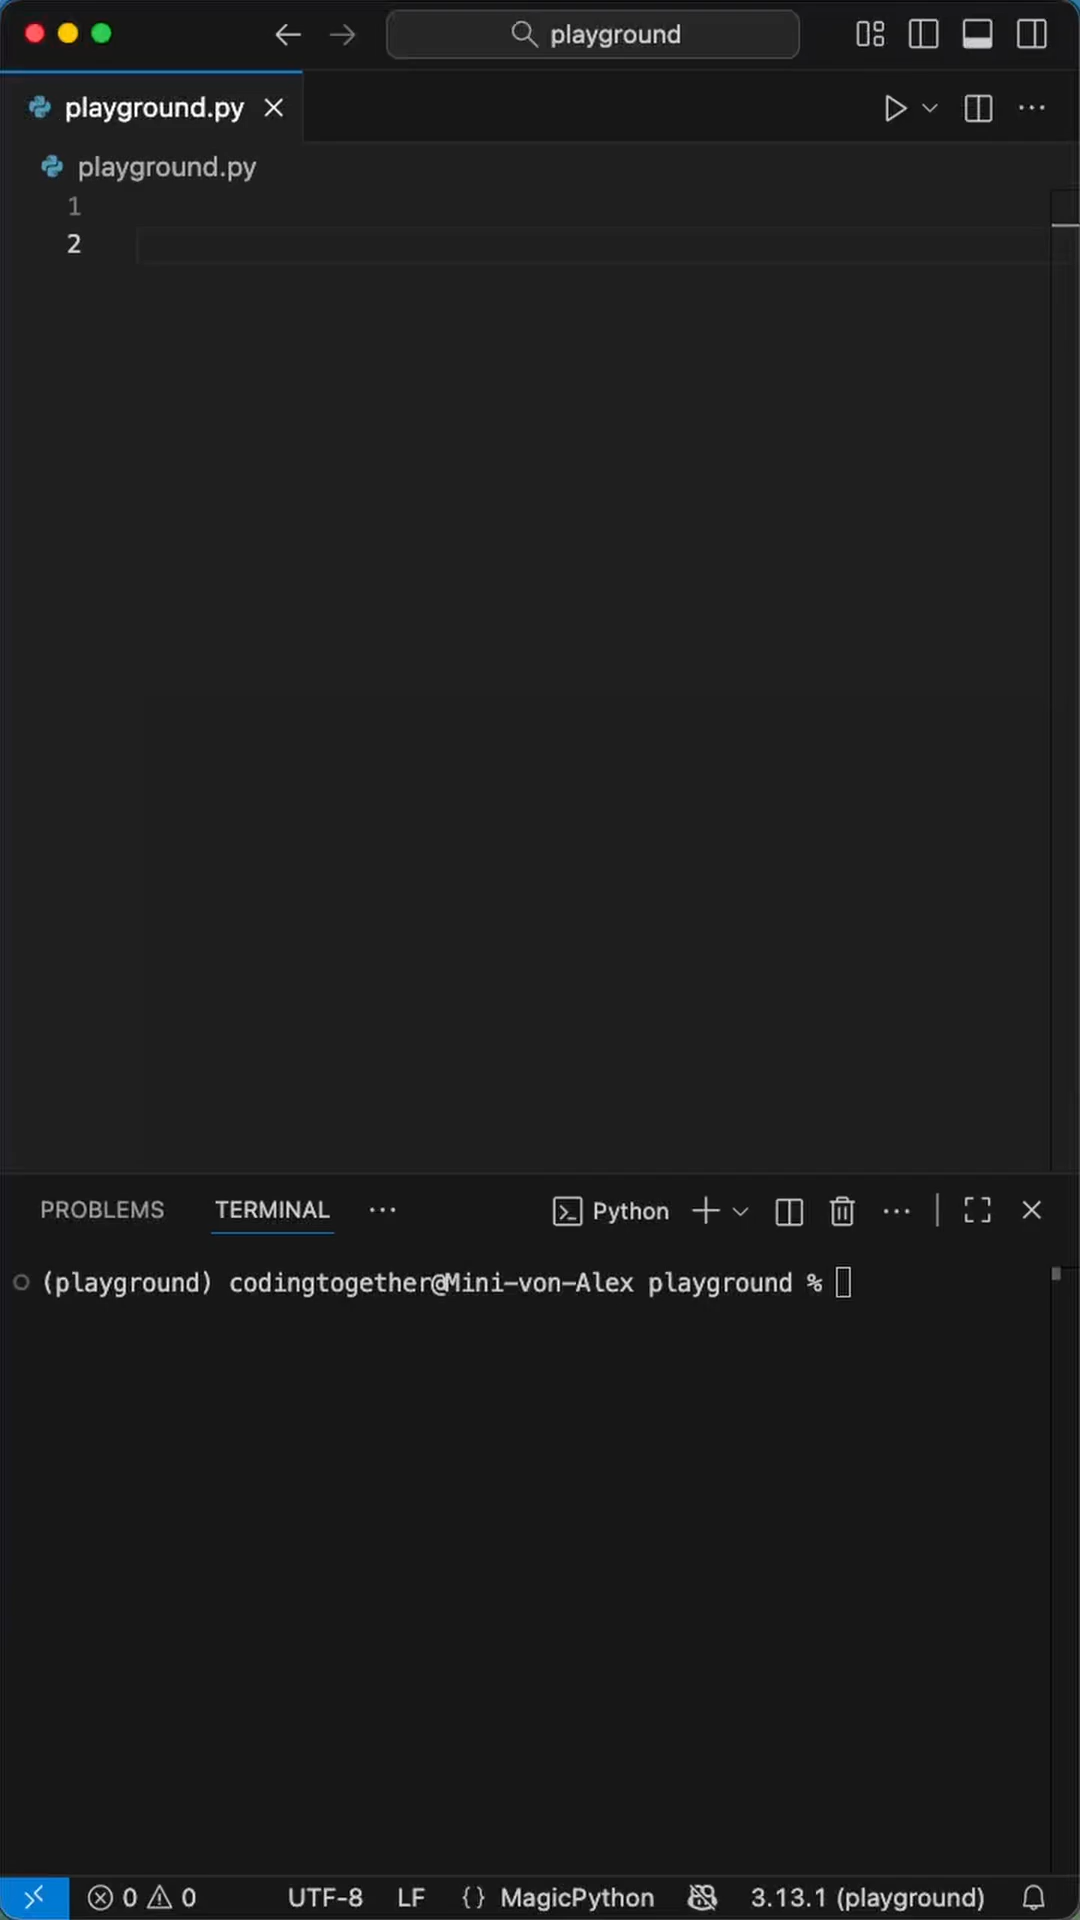 playground
playground.py
playground.py
1
2
PROBLEMS TERMINAL Python
(playground) codingtogether@Mini-von-Alex playground %
0 0 UTF-8 LF {} MagicPython 3.13.1 (playground)